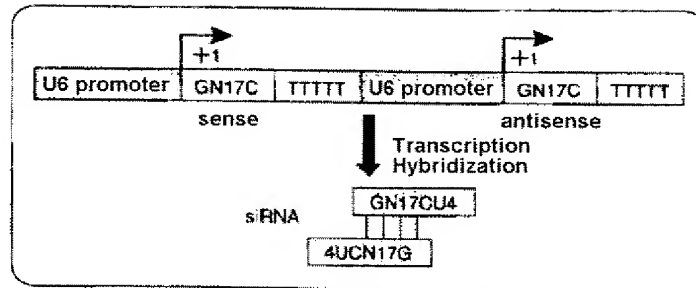 +1 +1
U6 promoter GN17C TTTTT U6 promoter GN17C TTTTT
sense antisense
Transcription
Hybridization
GN17CU4
siRNA
4UCN17G